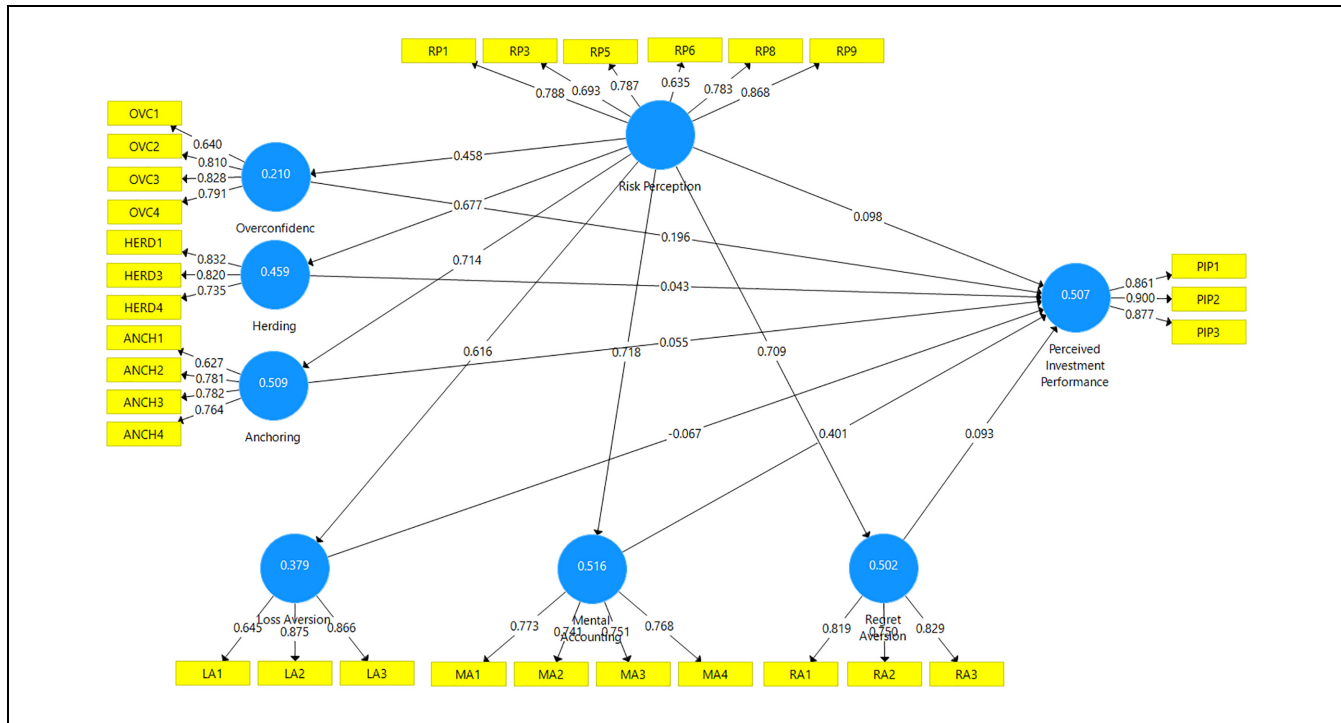 RP1
RP3
RP5
RP6
RP8
RP9
0.788
0.693
0.787
0.635
0.783
0.868
Risk Perception
OVC1
OVC2
OVC3
OVC4
0.640
0.810
0.828
0.791
0.210
Overconfidenc
HERD1
HERD3
HERD4
0.832
0.820
0.735
0.459
Herding
ANCH1
ANCH2
ANCH3
ANCH4
0.627
0.781
0.782
0.764
0.509
Anchoring
0.458
0.677
0.714
0.616
0.718
0.709
0.098
0.196
0.043
0.055
-0.067
0.401
0.093
0.507
Perceived
Investment
Performance
0.861
0.900
0.877
PIP1
PIP2
PIP3
0.379
Loss Aversion
0.645
0.875
0.866
LA1
LA2
LA3
0.516
Mental
Accounting
0.773
0.741
0.751
0.768
MA1
MA2
MA3
MA4
0.502
Regret
Aversion
0.819
0.750
0.829
RA1
RA2
RA3